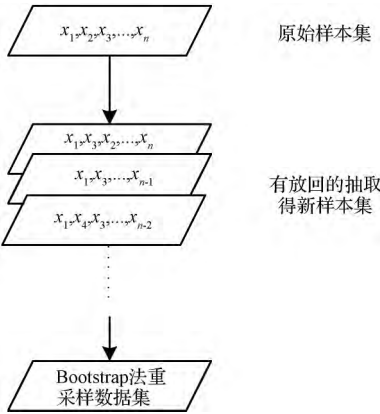 x₁,x₂,x₃,...,xₙ
原始样本集
x₁,x₃,x₂,...,xₙ
x₁,x₃,...,xₙ₋₁
x₁,x₄,x₃,...,xₙ₋₂
有放回的抽取
得新样本集
Bootstrap法重
采样数据集